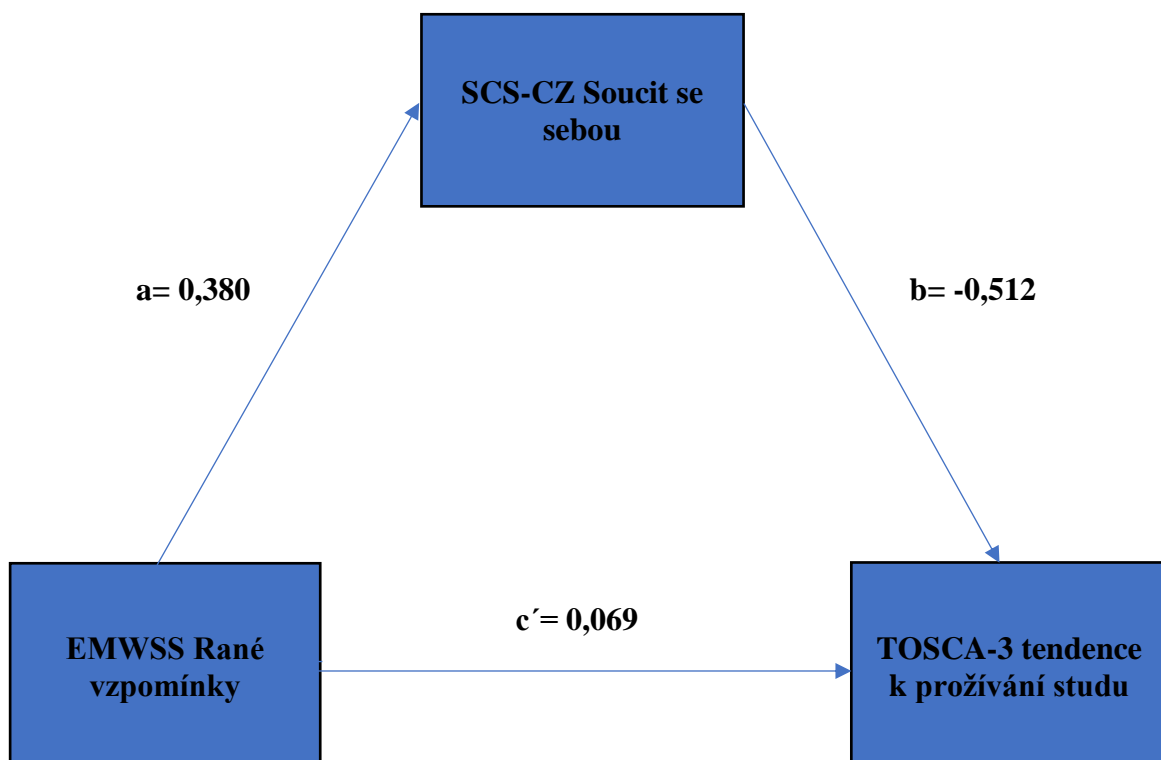 SCS-CZ Soucit se
sebou
a= 0,380
b= -0,512
c´= 0,069
EMWSS Rané
vzpomínky
TOSCA-3 tendence
k prožívání studu